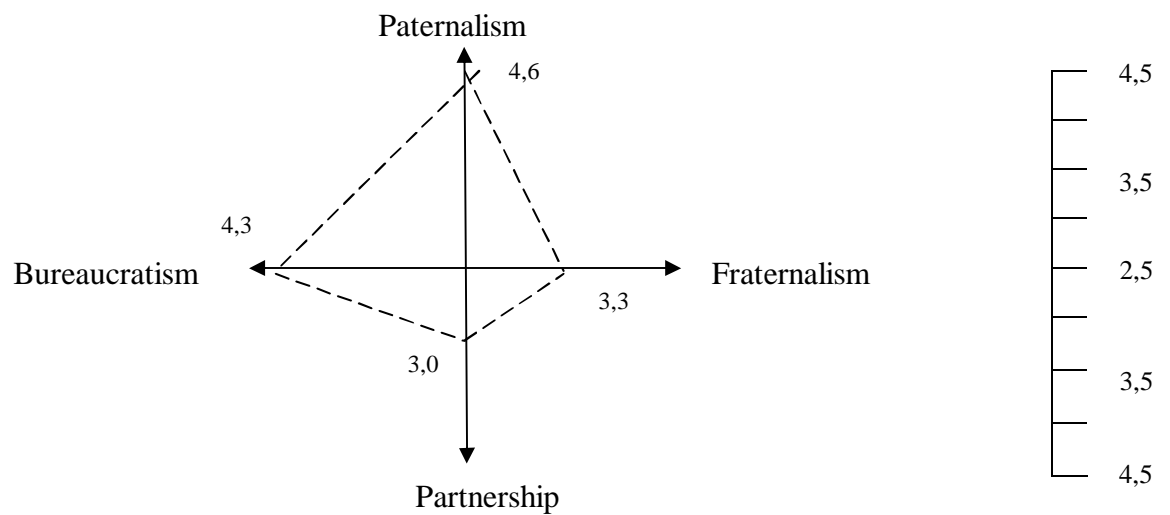 Paternalism
4,6
4,5
3,5
4,3
Bureaucratism
Fraternalism
2,5
3,3
3,0
3,5
4,5
Partnership